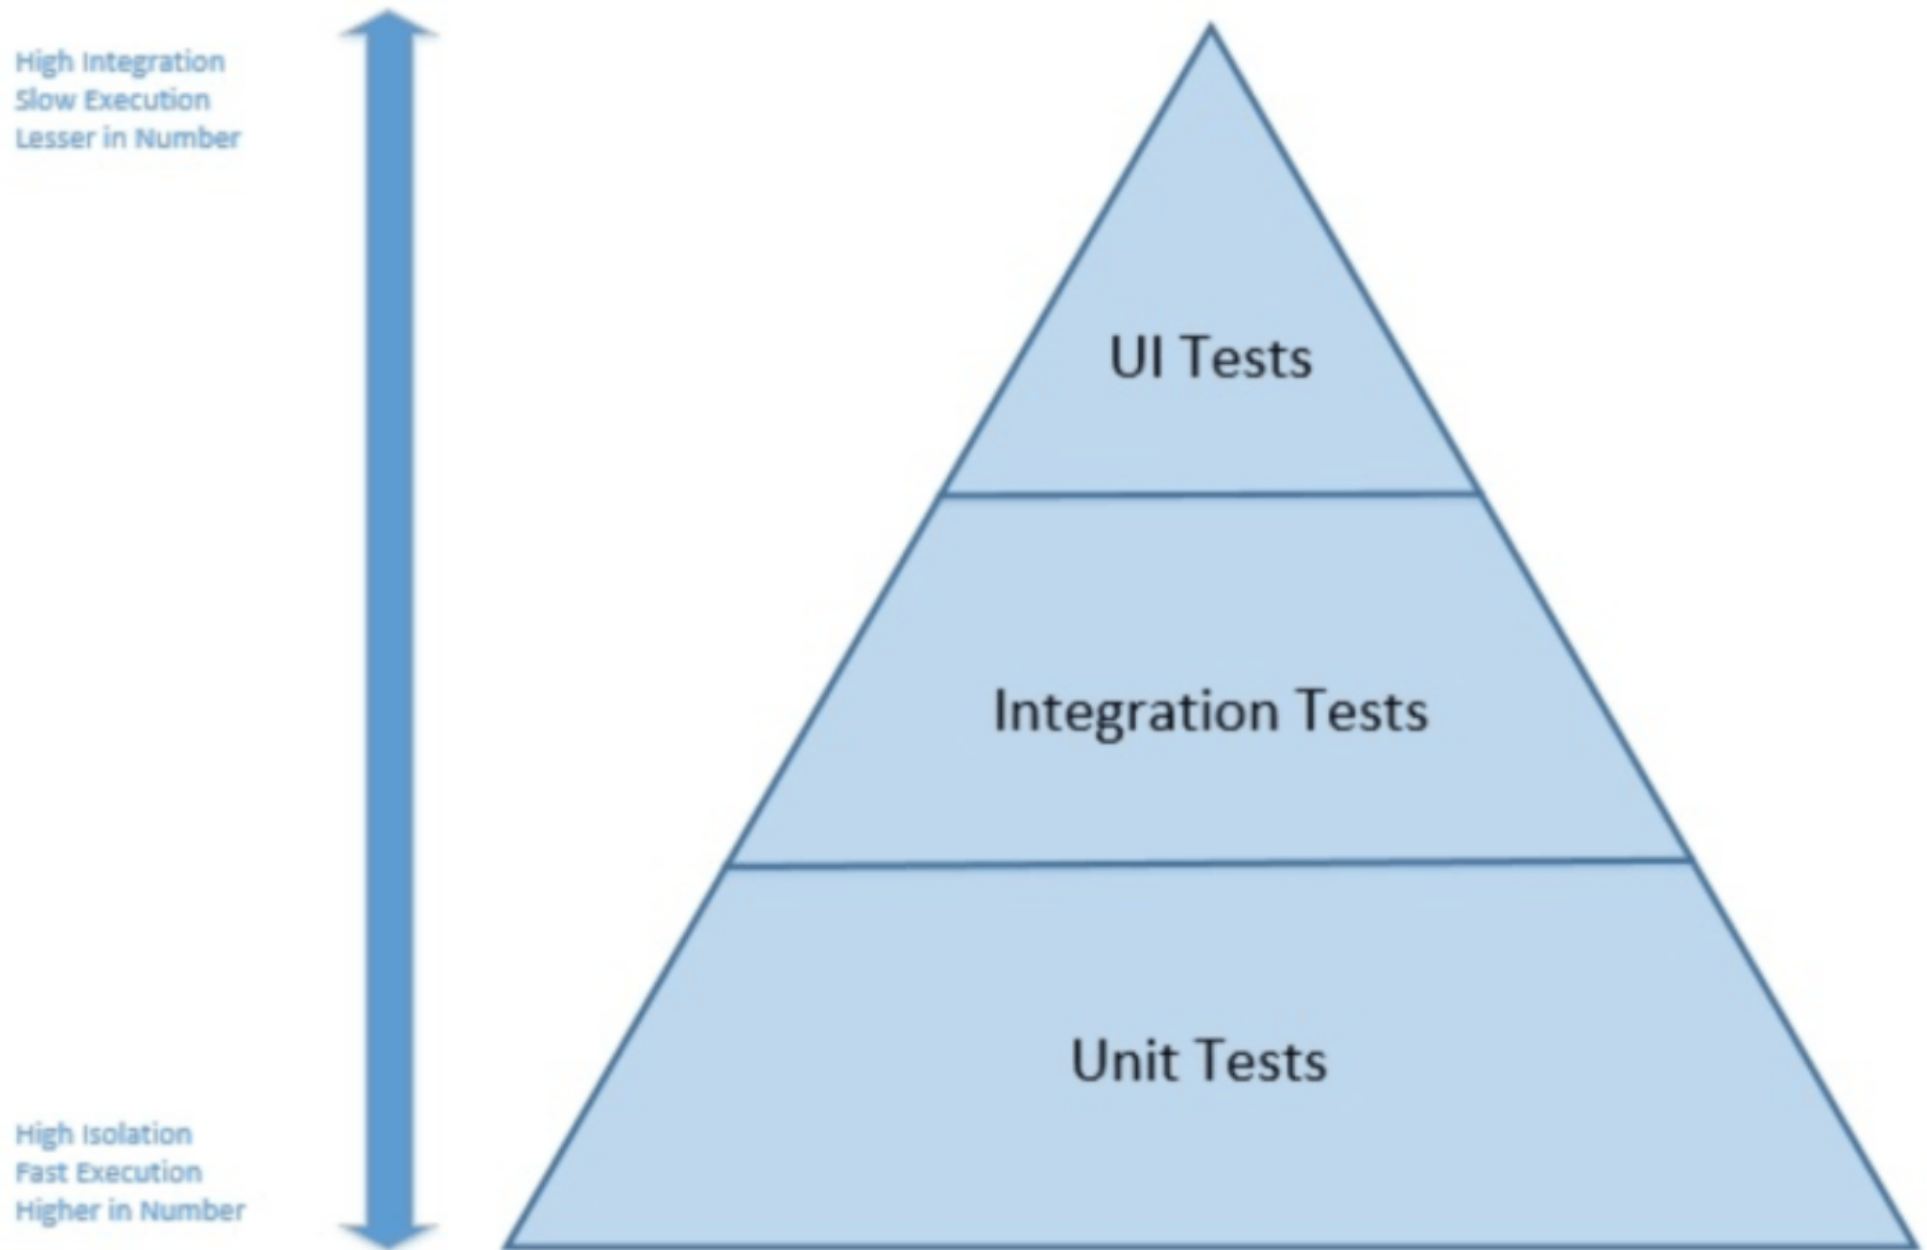 High Integration
Slow Execution
Lesser in Number
UI Tests
Integration Tests
Unit Tests
High Isolation
Fast Execution
Higher in Number